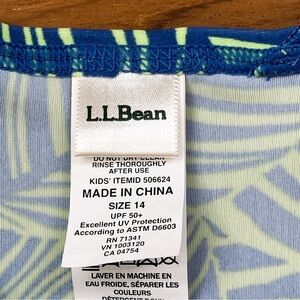 L.L.Bean
DO NOT DRY CLEAN
RINSE THOROUGHLY
AFTER USE
KIDS' ITEMID 506624
MADE IN CHINA
SIZE 14
UPF 50+
Excellent UV Protection
According to ASTM D6603
RN 71341
VN 1003120
CA 04754
LAVER EN MACHINE EN
EAU FROIDE, SÉPARER LES
COULEURS